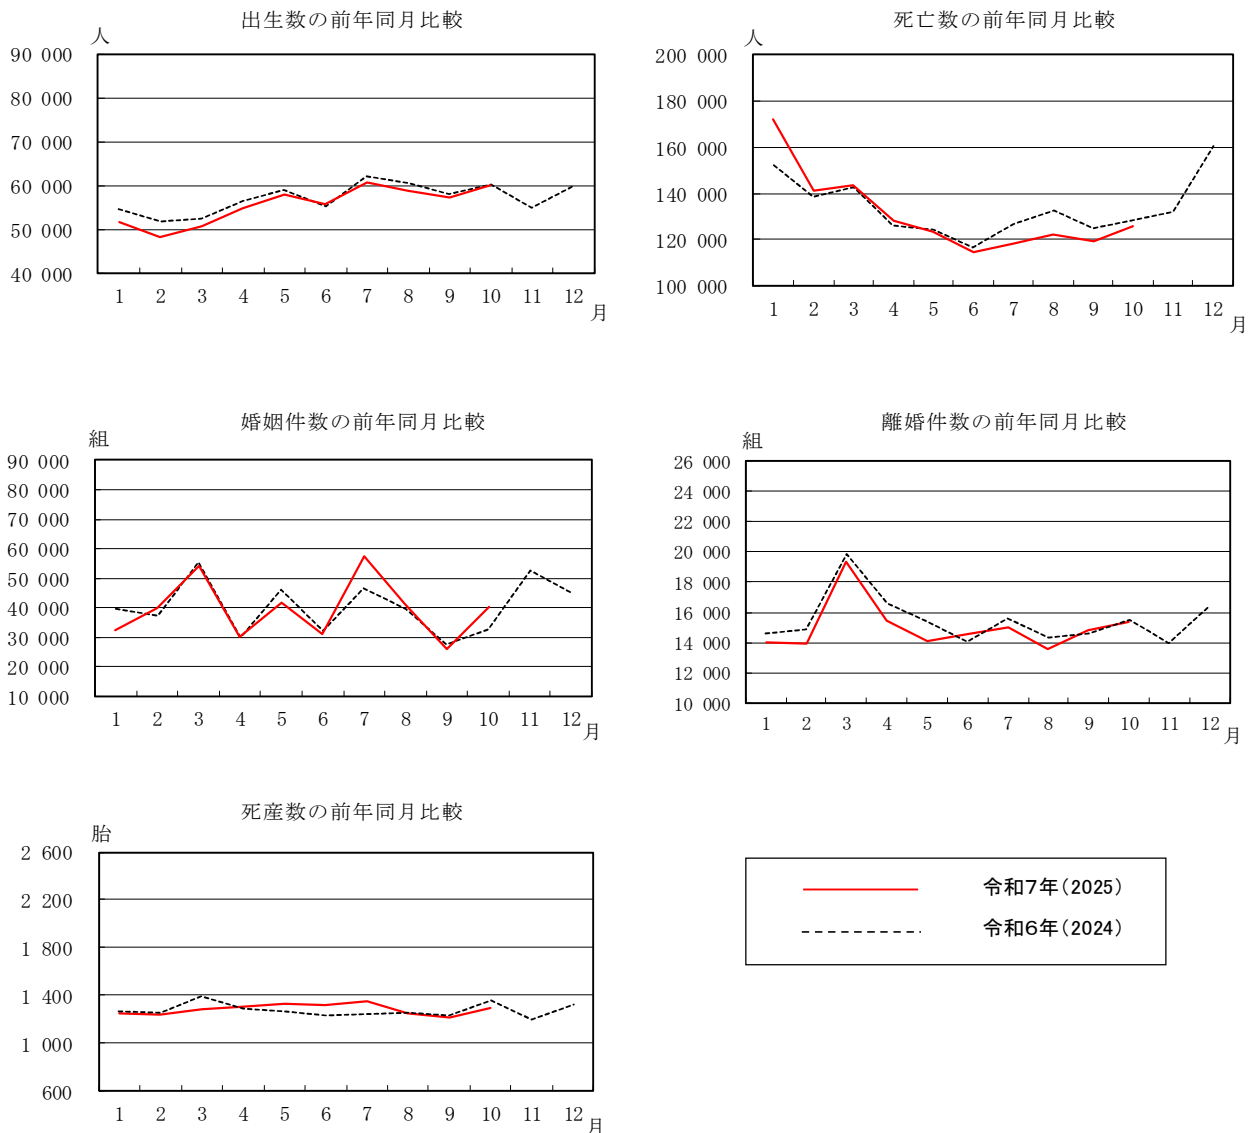 出生数の前年同月比較
人
90 000
80 000
70 000
60 000
50 000
40 000
1 2 3 4 5 6 7 8 9 10 11 12
月
死亡数の前年同月比較
人
200 000
180 000
160 000
140 000
120 000
100 000
1 2 3 4 5 6 7 8 9 10 11 12
月
婚姻件数の前年同月比較
組
90 000
80 000
70 000
60 000
50 000
40 000
30 000
20 000
10 000
1 2 3 4 5 6 7 8 9 10 11 12
月
離婚件数の前年同月比較
組
26 000
24 000
22 000
20 000
18 000
16 000
14 000
12 000
10 000
1 2 3 4 5 6 7 8 9 10 11 12
月
死産数の前年同月比較
胎
2 600
2 200
1 800
1 400
1 000
600
1 2 3 4 5 6 7 8 9 10 11 12
月
令和7年(2025)
令和6年(2024)